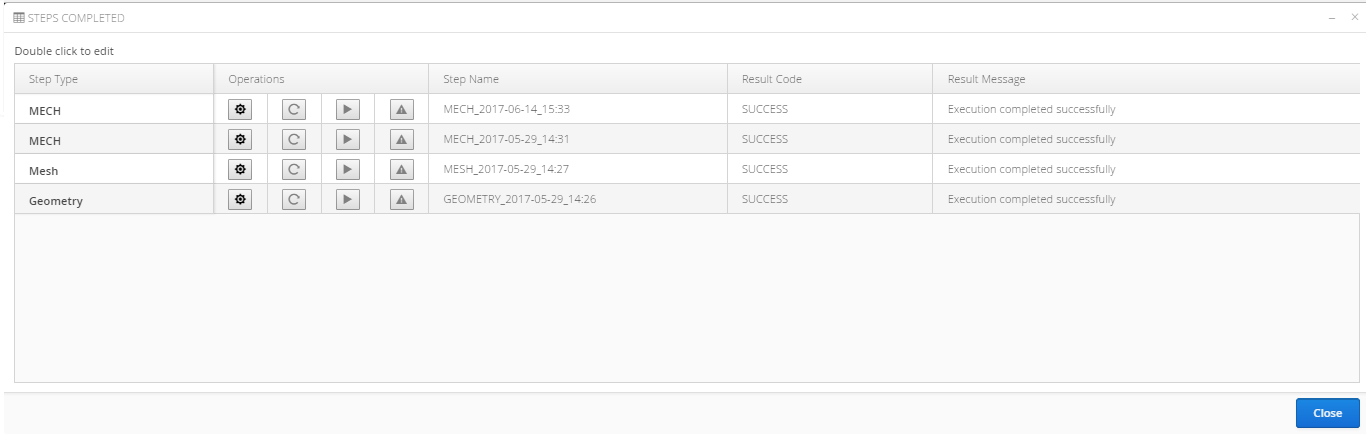 STEPS COMPLETED
Double click to edit
Step Type Operations Step Name Result Code Result Message
MECH MECH_2017-06-14_15:33 SUCCESS Execution completed successfully
MECH MECH_2017-05-29_14:31 SUCCESS Execution completed successfully
Mesh MESH_2017-05-29_14:27 SUCCESS Execution completed successfully
Geometry GEOMETRY_2017-05-29_14:26 SUCCESS Execution completed successfully
Close